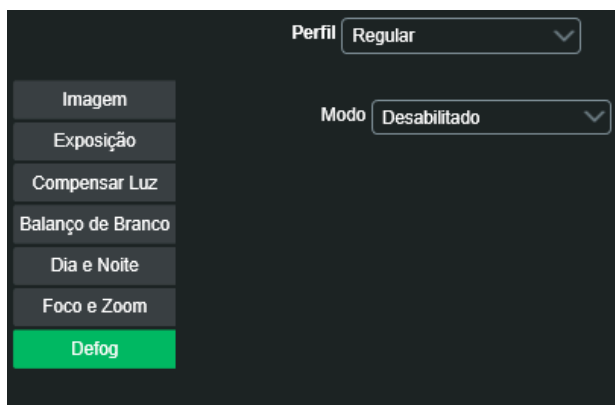 Perfil Regular
Imagem
Modo Desabilitado
Exposição
Compensar Luz
Balanço de Branco
Dia e Noite
Foco e Zoom
Defog